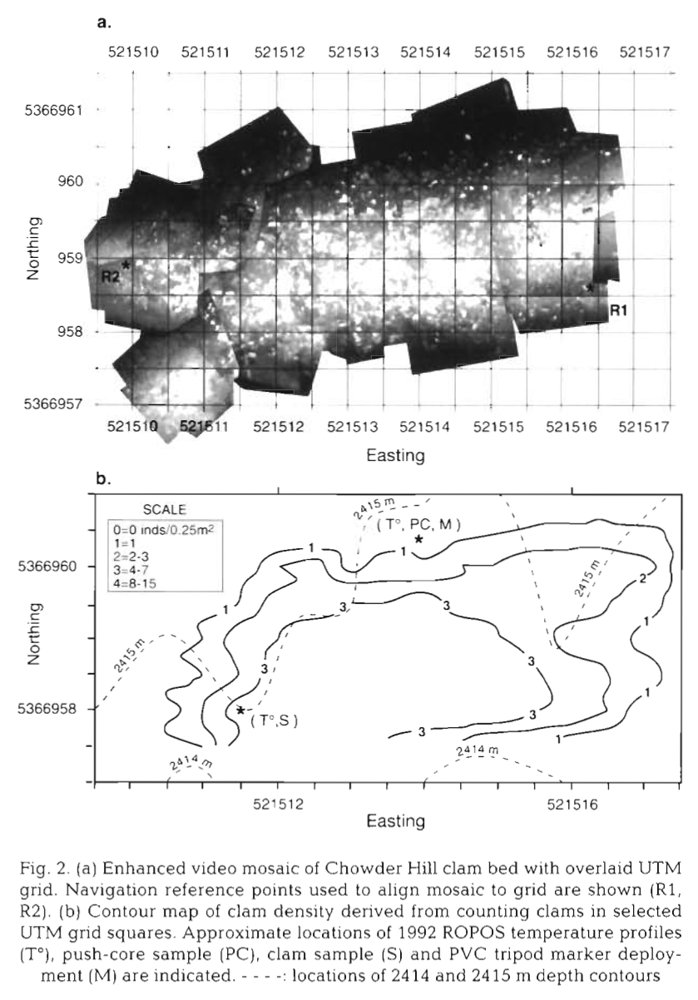 a.
521510 521511 521512 521513 521514 521515 521516 521517
5366961
960
959
958
5366957
Northing
R2
*
*
R1
521510 521511 521512 521513 521514 521515 521516 521517
Easting
b.
SCALE
0=0 inds/0.25m²
1=1
2=2-3
3=4-7
4=8-15
2415 m
(T°, PC, M)
*
1
1
5366960
2
2415 m
1
3
3
1
Northing
2415 m
3
3
1
5366958
*
(T°,S)
3
3
1
2414 m
2414 m
521512 521516
Easting
Fig. 2. (a) Enhanced video mosaic of Chowder Hill clam bed with overlaid UTM
grid. Navigation reference points used to align mosaic to grid are shown (R1,
R2). (b) Contour map of clam density derived from counting clams in selected
UTM grid squares. Approximate locations of 1992 ROPOS temperature profiles
(T°), push-core sample (PC), clam sample (S) and PVC tripod marker deploy-
ment (M) are indicated. - - - -: locations of 2414 and 2415 m depth contours